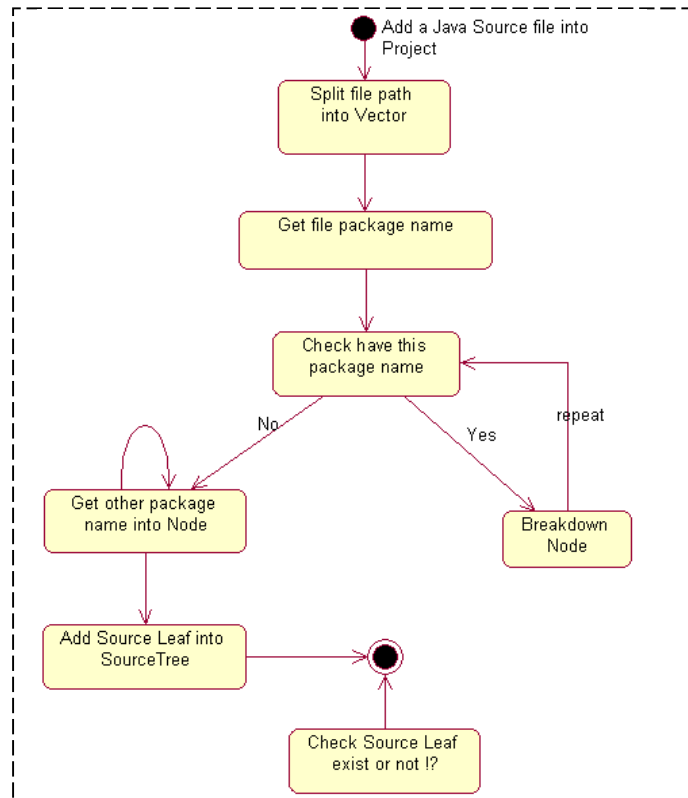 Add a Java Source file into
Project
Split file path
into Vector
Get file package name
Check have this
package name
No
Yes
repeat
Get other package
name into Node
Breakdown
Node
Add Source Leaf into
SourceTree
Check Source Leaf
exist or not !?